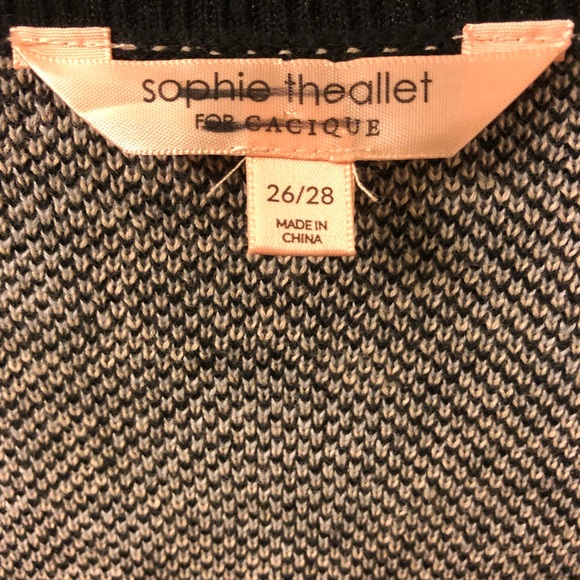 sophie theallet
FOR CACIQUE
26/28
MADE IN
CHINA